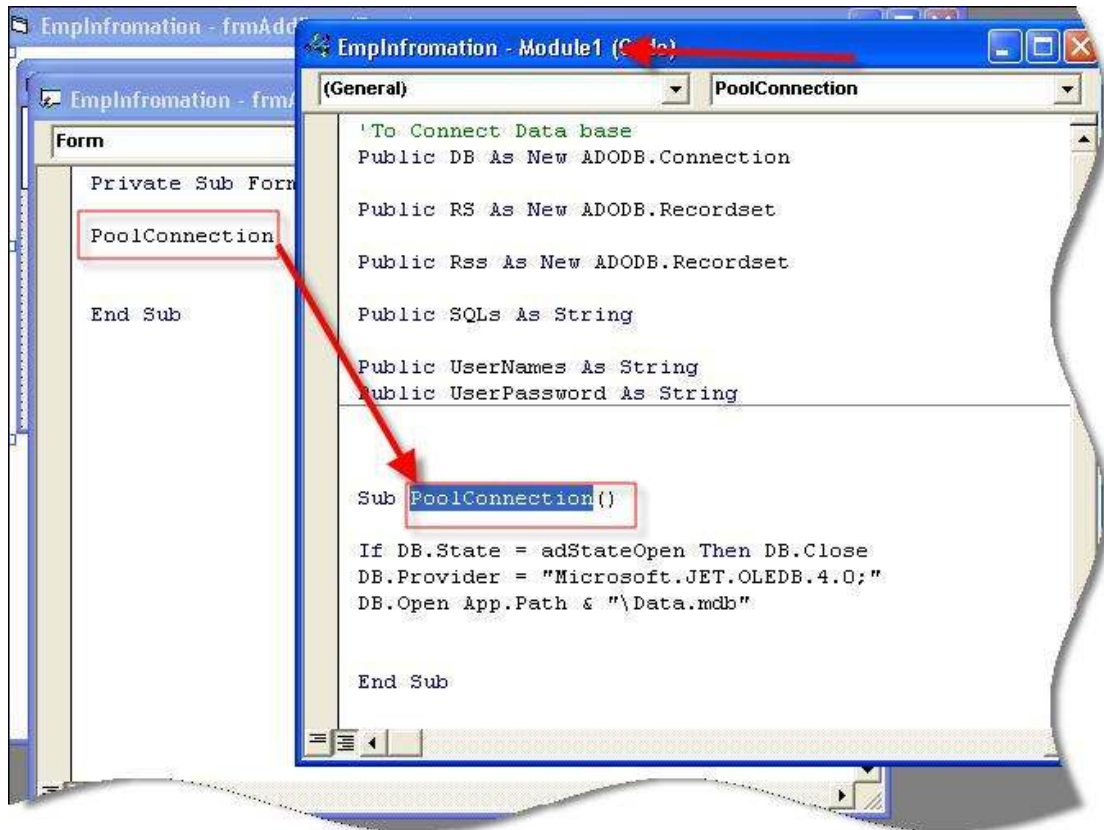 EmpInfromation - frmAdd
EmpInfromation - frm
Form
Private Sub Form
PoolConnection
End Sub
EmpInfromation - Module1 (Code)
(General)
PoolConnection
'To Connect Data base
Public DB As New ADODB.Connection
Public RS As New ADODB.Recordset
Public Rss As New ADODB.Recordset
Public SQLs As String
Public UserNames As String
Public UserPassword As String
Sub PoolConnection()
If DB.State = adStateOpen Then DB.Close
DB.Provider = "Microsoft.JET.OLEDB.4.0;"
DB.Open App.Path & "\Data.mdb"
End Sub